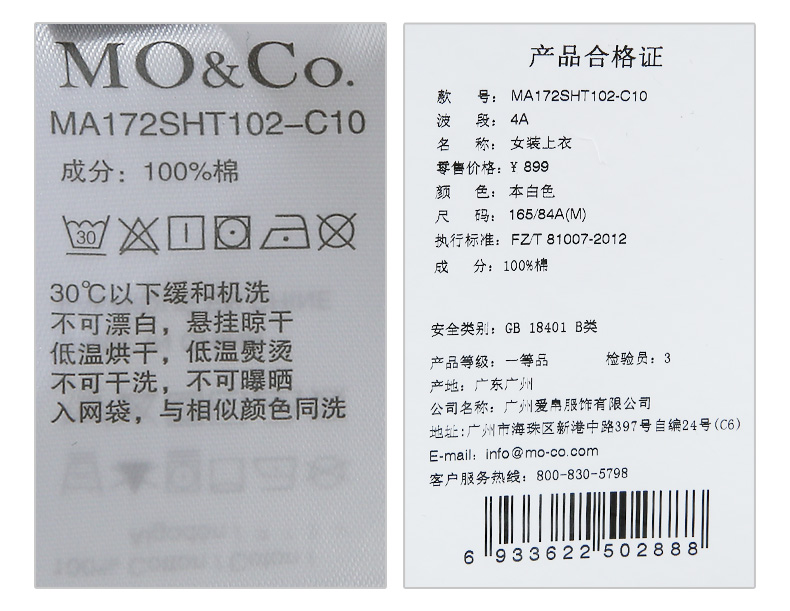 MO&Co.
MA172SHT102-C10
成分：100%棉
30
30℃以下缓和机洗
不可漂白，悬挂晾干
低温烘干，低温熨烫
不可干洗，不可曝晒
入网袋，与相似颜色同洗
产品合格证
款 号：MA172SHT102-C10
波 段：4A
名 称：女装上衣
零售价格：¥ 899
颜 色：本白色
尺 码：165/84A(M)
执行标准：FZ/T 81007-2012
成 分：100%棉
安全类别：GB 18401 B类
产品等级：一等品 检验员：3
产地：广东广州
公司名称：广州爱帛服饰有限公司
地址:广州市海珠区新港中路397号自编24号(C6)
E-mail：info@mo-co.com
客户服务热线：800-830-5798
6 933622 502888